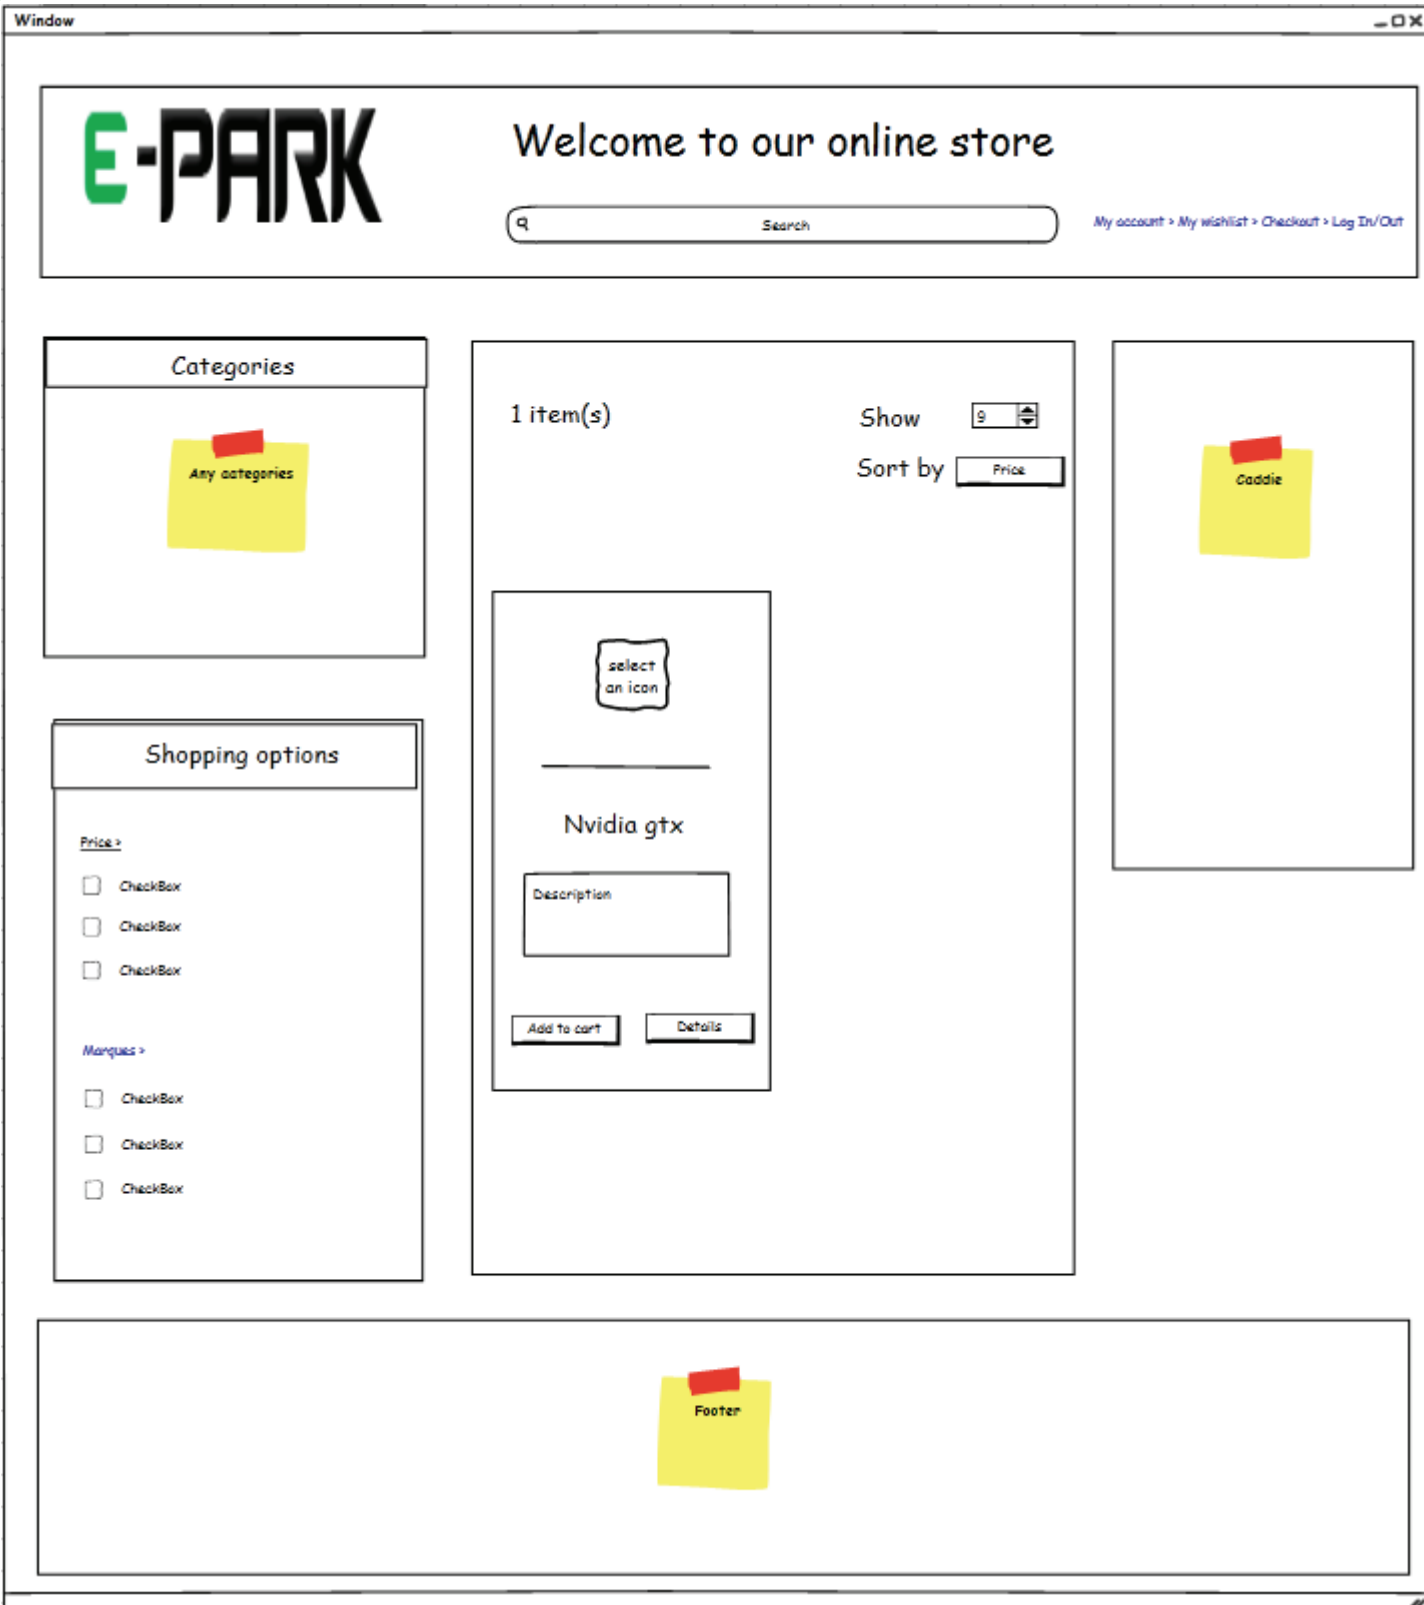 Window
E-PARK
Welcome to our online store
Search
My account > My wishlist > Checkout > Log In/Out
Categories
Any categories
1 item(s)
Show 9
Sort by Price
Caddie
select
an icon
Nvidia gtx
Description
Add to cart
Details
Shopping options
Price >
CheckBox
CheckBox
CheckBox
Marques >
CheckBox
CheckBox
CheckBox
Footer